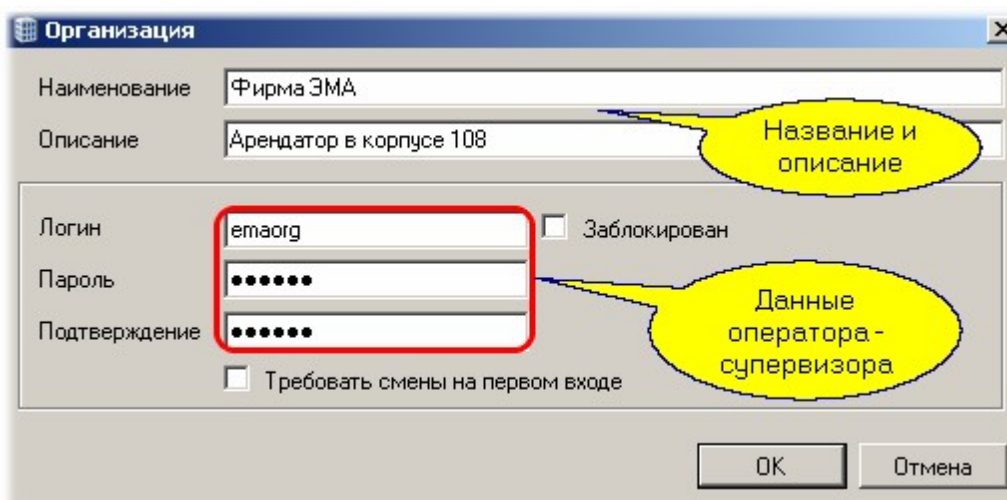 Организация
Наименование Фирма ЭМА
Описание Арендатор в корпусе 108
Название и
описание
Логин emaorg Заблокирован
Пароль ●●●●●●
Подтверждение ●●●●●●
Данные
оператора -
супервизора
Требовать смены на первом входе
OK Отмена